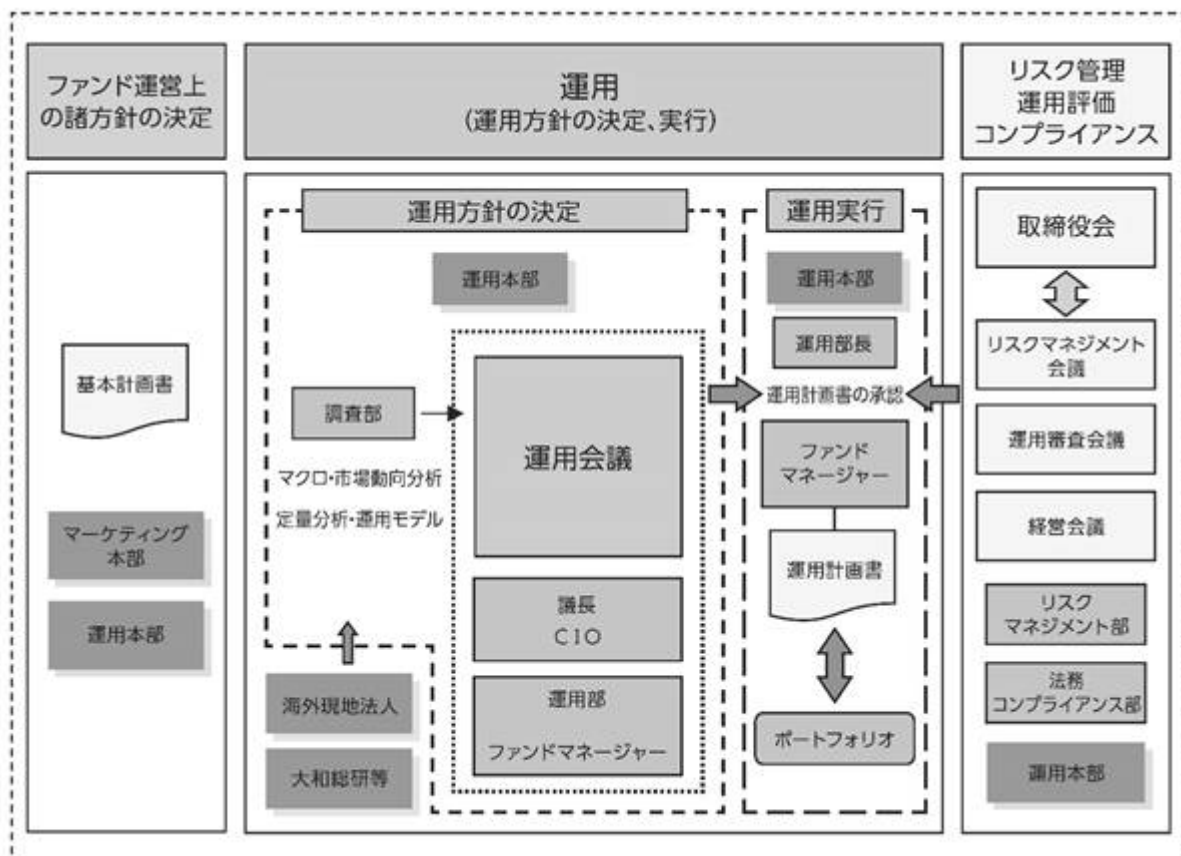 ファンド運営上
の諸方針の決定
運用
(運用方針の決定、実行)
リスク管理
運用評価
コンプライアンス
基本計画書
マーケティング
本部
運用本部
運用方針の決定
運用本部
調査部
マクロ・市場動向分析
定量分析・運用モデル
運用会議
議長
CIO
運用部
ファンドマネージャー
海外現地法人
大和総研等
運用実行
運用本部
運用部長
運用計画書の承認
ファンド
マネージャー
運用計画書
ポートフォリオ
取締役会
リスクマネジメント
会議
運用審査会議
経営会議
リスク
マネジメント部
法務
コンプライアンス部
運用本部